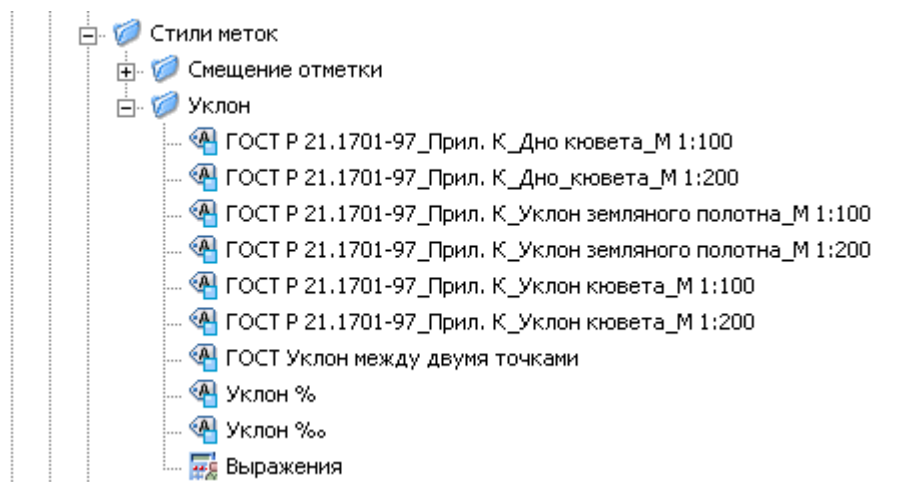 Стили меток
Смещение отметки
Уклон
ГОСТ Р 21.1701-97_Прил. К_Дно кювета_М 1:100
ГОСТ Р 21.1701-97_Прил. К_Дно_кювета_М 1:200
ГОСТ Р 21.1701-97_Прил. К_Уклон земляного полотна_М 1:100
ГОСТ Р 21.1701-97_Прил. К_Уклон земляного полотна_М 1:200
ГОСТ Р 21.1701-97_Прил. К_Уклон кювета_М 1:100
ГОСТ Р 21.1701-97_Прил. К_Уклон кювета_М 1:200
ГОСТ Уклон между двумя точками
Уклон %
Уклон ‰
Выражения